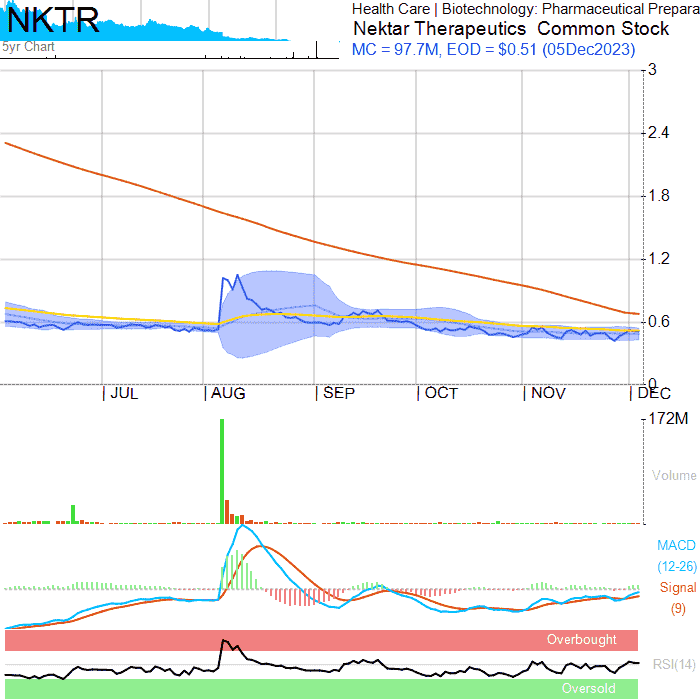 NKTR
5yr Chart
Health Care | Biotechnology: Pharmaceutical Prepara
Nektar Therapeutics Common Stock
MC = 97.7M, EOD = $0.51 (05Dec2023)
3
2.4
1.8
1.2
0.6
0
| JUL | AUG | SEP | OCT | NOV | DEC
172M
Volume
MACD
(12-26)
Signal
(9)
Overbought
RSI(14)
Oversold